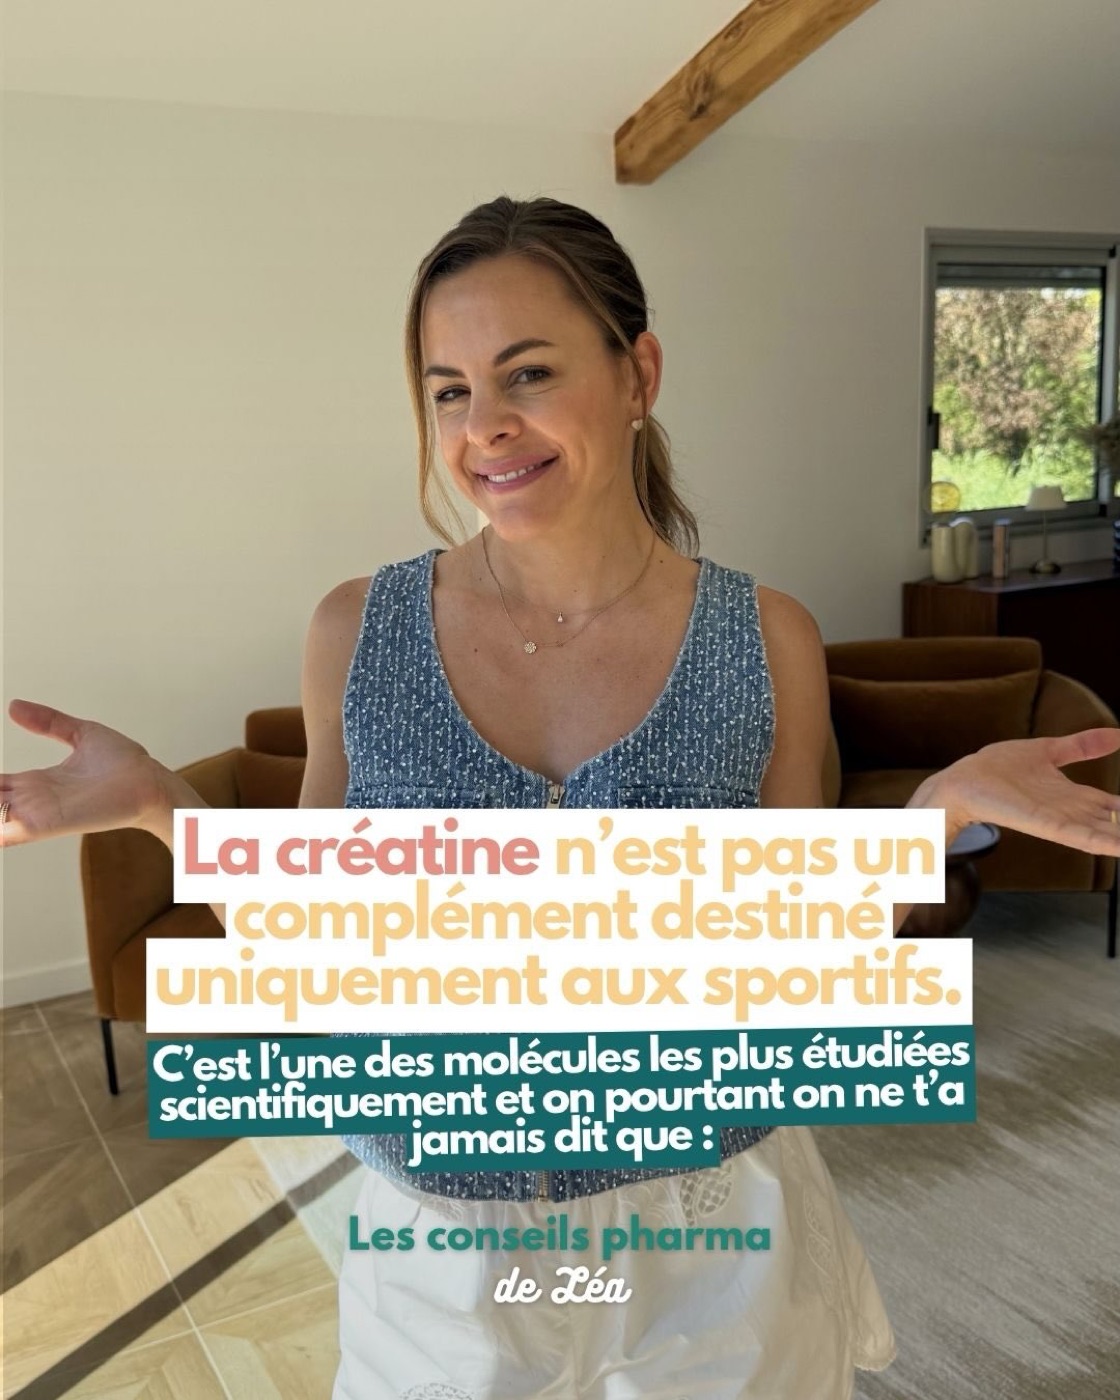 La créatine n'est pas un
complément destiné
uniquement aux sportifs.
C'est l'une des molécules les plus étudiées
scientifiquement et on pourtant on ne t'a
jamais dit que :
Les conseils pharma
de Léa